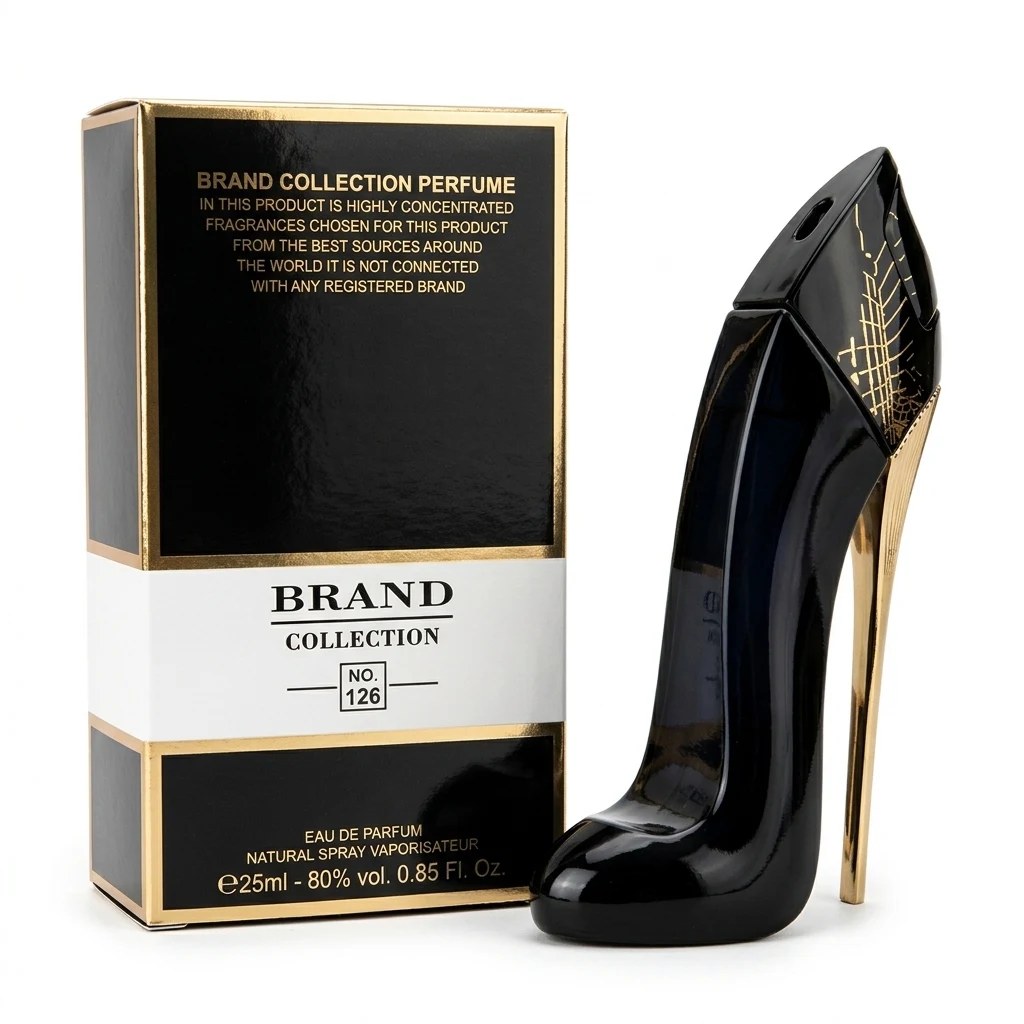 BRAND COLLECTION PERFUME
IN THIS PRODUCT IS HIGHLY CONCENTRATED
FRAGRANCES CHOSEN FOR THIS PRODUCT
FROM THE BEST SOURCES AROUND
THE WORLD IT IS NOT CONNECTED
WITH ANY REGISTERED BRAND
BRAND
COLLECTION
NO.
126
EAU DE PARFUM
NATURAL SPRAY VAPORISATEUR
℮25ml - 80% vol. 0.85 Fl. Oz.